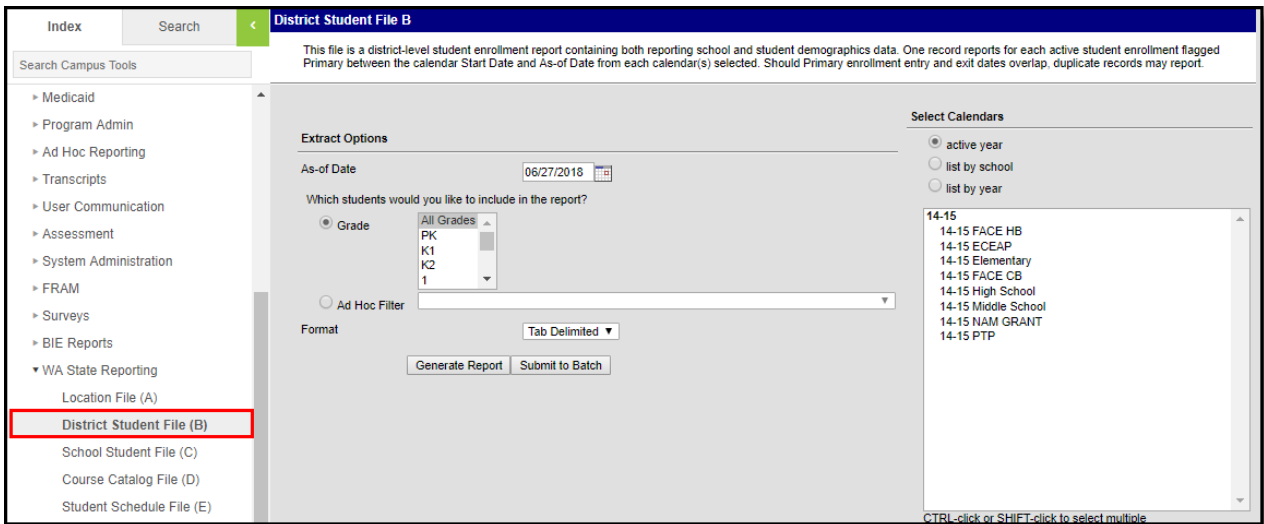 Index
Search
<
Search Campus Tools
Medicaid
Program Admin
Ad Hoc Reporting
Transcripts
User Communication
Assessment
System Administration
FRAM
Surveys
BIE Reports
WA State Reporting
Location File (A)
District Student File (B)
School Student File (C)
Course Catalog File (D)
Student Schedule File (E)
District Student File B
This file is a district-level student enrollment report containing both reporting school and student demographics data. One record reports for each active student enrollment flagged
Primary between the calendar Start Date and As-of Date from each calendar(s) selected. Should Primary enrollment entry and exit dates overlap, duplicate records may report.
Extract Options
As-of Date
06/27/2018
Which students would you like to include in the report?
Grade
All Grades
PK
K1
K2
1
Ad Hoc Filter
Format
Tab Delimited
Generate Report
Submit to Batch
Select Calendars
active year
list by school
list by year
14-15
14-15 FACE HB
14-15 ECEAP
14-15 Elementary
14-15 FACE CB
14-15 High School
14-15 Middle School
14-15 NAM GRANT
14-15 PTP
CTRL-click or SHIFT-click to select multiple